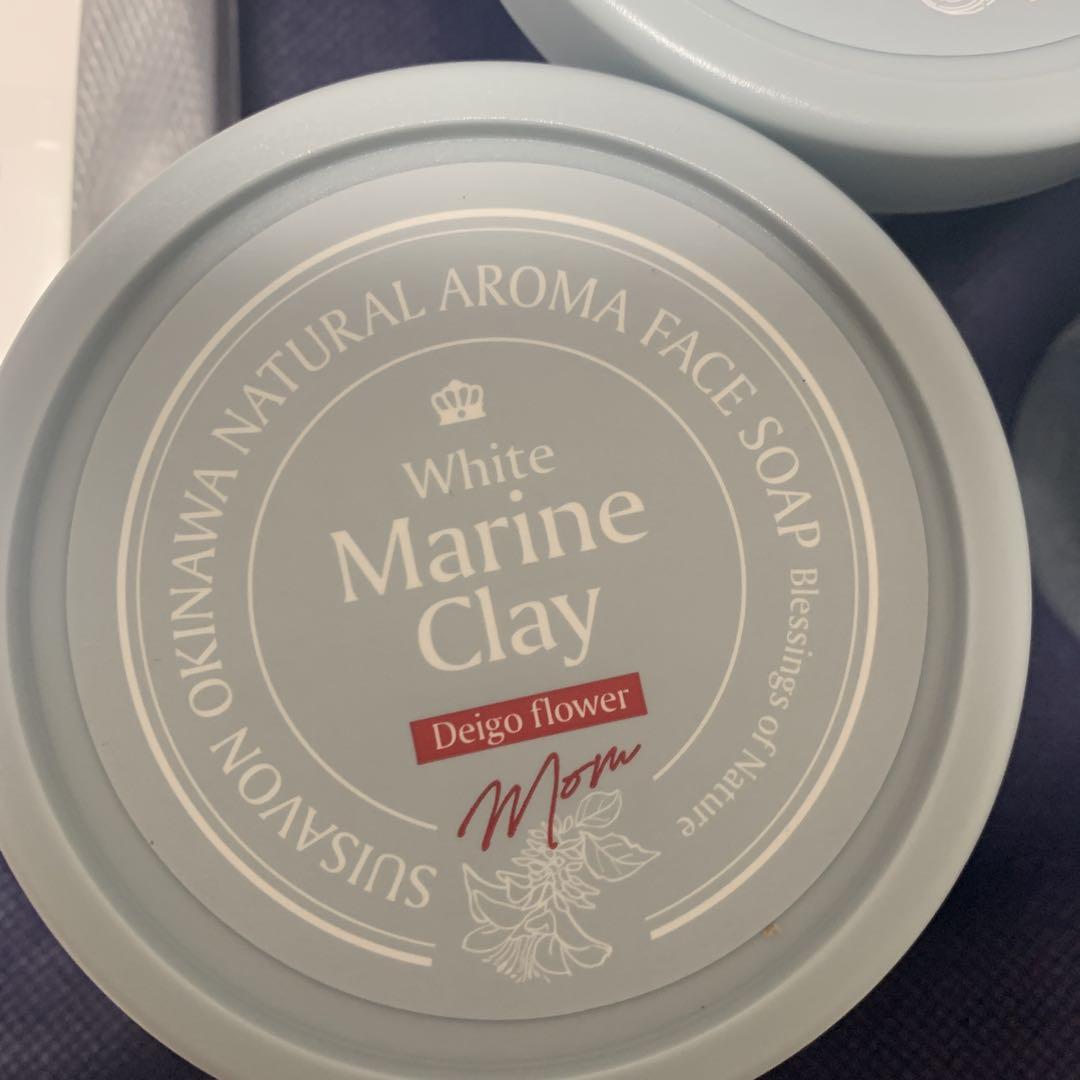 SUISAVON OKINAWA NATURAL AROMA FACE SOAP Blessings of Nature
White
Marine
Clay
Deigo flower
Mom